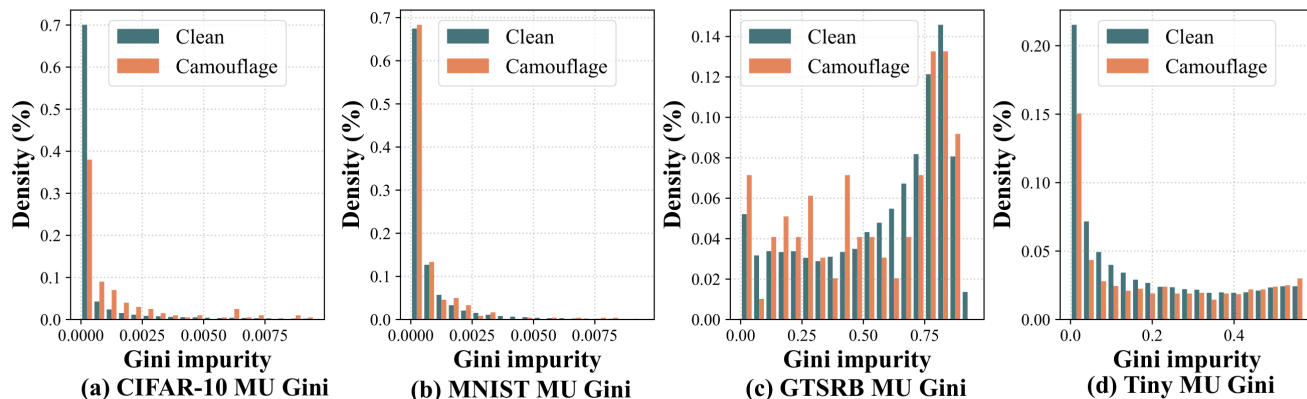 Density (%)
0.7
0.6
0.5
0.4
0.3
0.2
0.1
0.0
Clean
Camouflage
0.0000 0.0025 0.0050 0.0075
Gini impurity
(a) CIFAR-10 MU Gini
Density (%)
0.7
0.6
0.5
0.4
0.3
0.2
0.1
0.0
Clean
Camouflage
0.0000 0.0025 0.0050 0.0075
Gini impurity
(b) MNIST MU Gini
Density (%)
0.14
0.12
0.10
0.08
0.06
0.04
0.02
0.00
Clean
Camouflage
0.00 0.25 0.50 0.75
Gini impurity
(c) GTSRB MU Gini
Density (%)
0.20
0.15
0.10
0.05
0.00
Clean
Camouflage
0.0 0.2 0.4
Gini impurity
(d) Tiny MU Gini